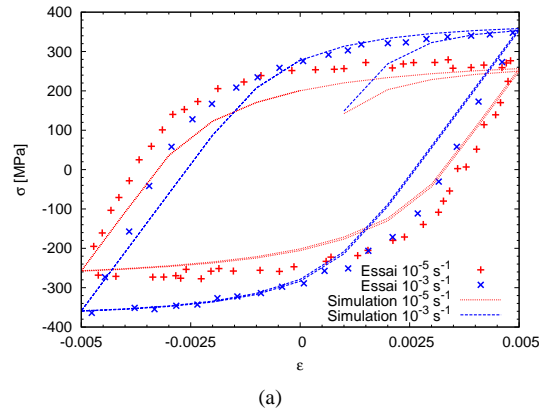 400
300
200
100
0
-100
-200
-300
-400
σ [MPa]
Essai 10⁻⁵ s⁻¹
Essai 10⁻³ s⁻¹
Simulation 10⁻⁵ s⁻¹
Simulation 10⁻³ s⁻¹
-0.005 -0.0025 0 0.0025 0.005
ε
(a)